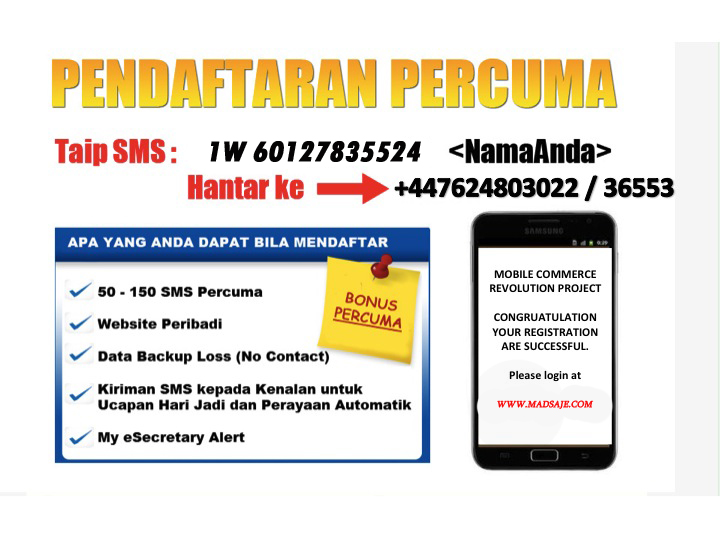 PENDAFTARAN PERCUMA
Taip SMS : 1W 60127835524 <NamaAnda>
Hantar ke +447624803022 / 36553
APA YANG ANDA DAPAT BILA MENDAFTAR
50 - 150 SMS Percuma
Website Peribadi
Data Backup Loss (No Contact)
Kiriman SMS kepada Kenalan untuk
Ucapan Hari Jadi dan Perayaan Automatik
My eSecretary Alert
BONUS
PERCUMA
SAMSUNG
MOBILE COMMERCE
REVOLUTION PROJECT
CONGRUATULATION
YOUR REGISTRATION
ARE SUCCESSFUL.
Please login at
WWW.MADSAJE.COM